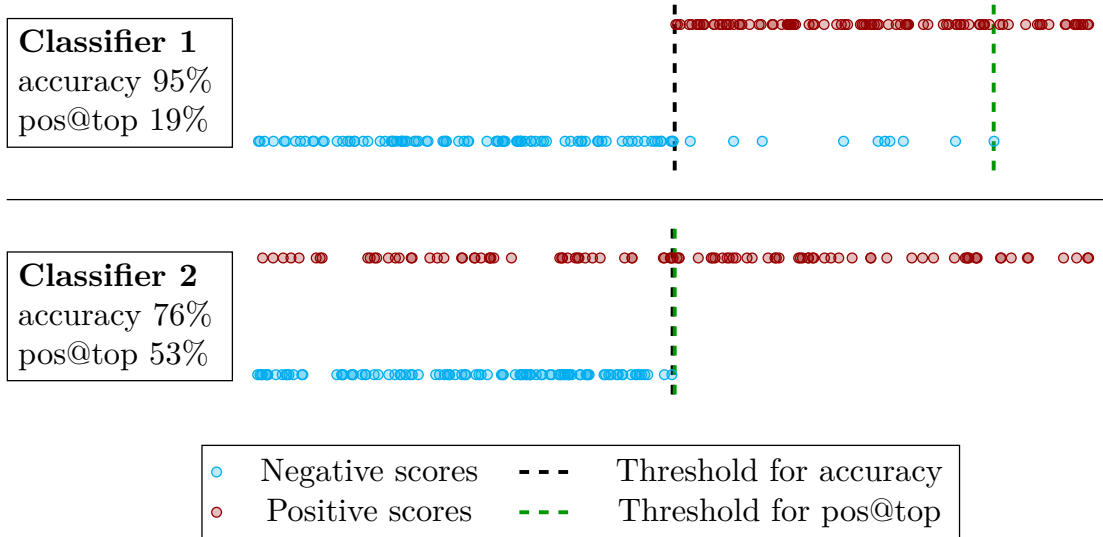 Classifier 1
accuracy 95%
pos@top 19%
Classifier 2
accuracy 76%
pos@top 53%
Negative scores
Threshold for accuracy
Positive scores
Threshold for pos@top